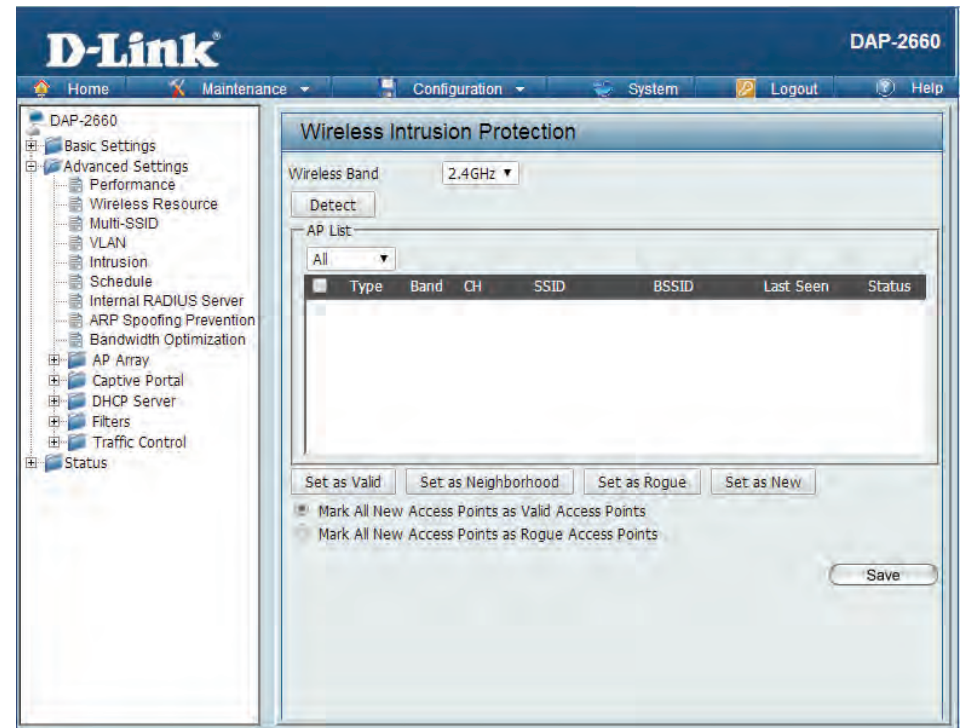 D-Link
DAP-2660
Home Maintenance Configuration System Logout Help
DAP-2660
Basic Settings
Advanced Settings
Performance
Wireless Resource
Multi-SSID
VLAN
Intrusion
Schedule
Internal RADIUS Server
ARP Spoofing Prevention
Bandwidth Optimization
AP Array
Captive Portal
DHCP Server
Filters
Traffic Control
Status
Wireless Intrusion Protection
Wireless Band 2.4GHz
Detect
AP List
All
Type Band CH SSID BSSID Last Seen Status
Set as Valid Set as Neighborhood Set as Rogue Set as New
Mark All New Access Points as Valid Access Points
Mark All New Access Points as Rogue Access Points
Save